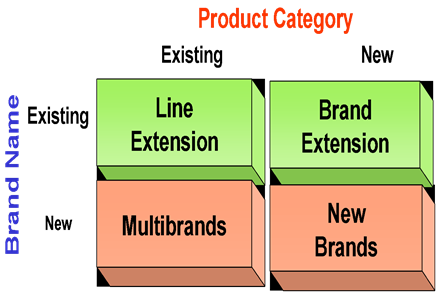 Product Category
Existing New
Brand Name
Existing
Line
Extension
Brand
Extension
New
Multibrands
New
Brands